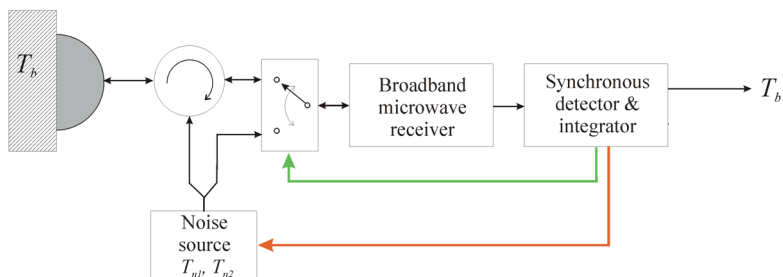 T_b
Broadband
microwave
receiver
Synchronous
detector &
integrator
T_b
Noise
source
T_n1, T_n2